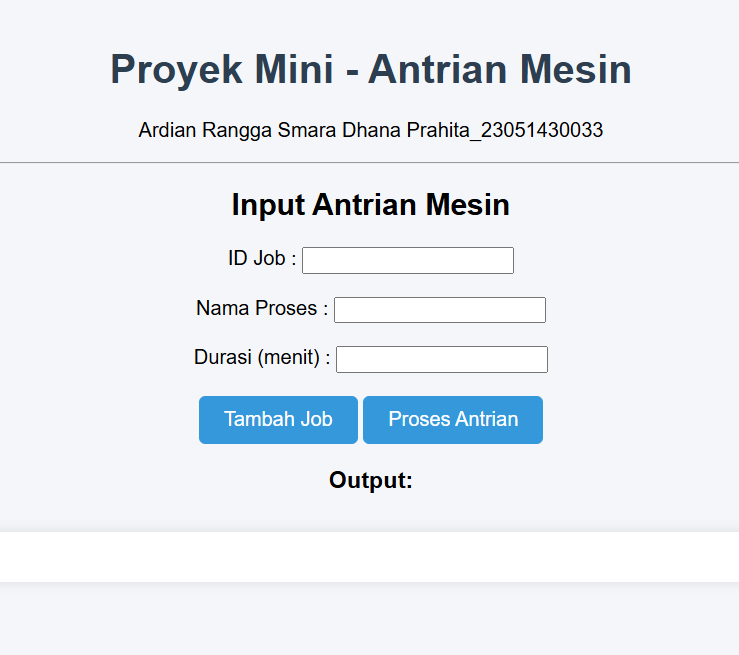 Proyek Mini - Antrian Mesin
Ardian Rangga Smara Dhana Prahita_23051430033
Input Antrian Mesin
ID Job :
Nama Proses :
Durasi (menit) :
Tambah Job Proses Antrian
Output: